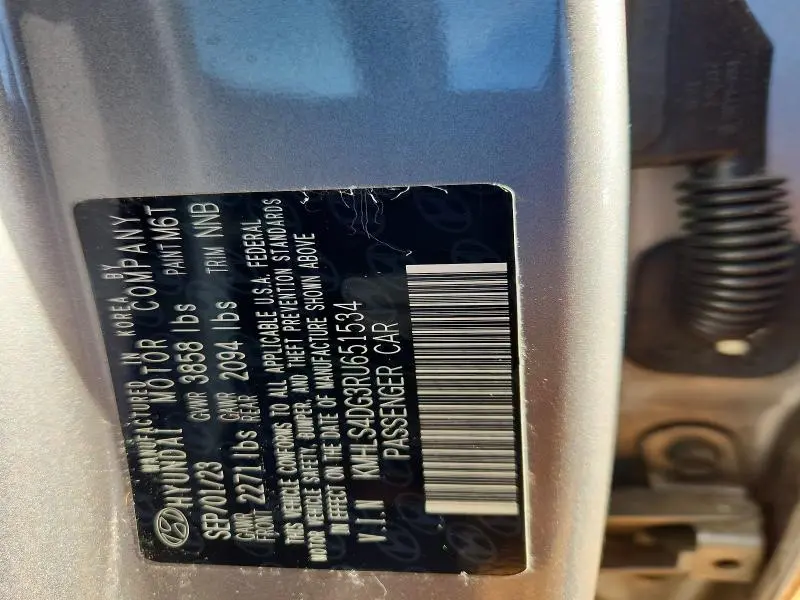 MANUFACTURED IN KOREA BY
HYUNDAI MOTOR COMPANY
SEP/01/23 GVWR 3858 lbs PAINT M6T
GAWR FRONT 2271 lbs GAWR REAR 2094 lbs TRIM NNB
THIS VEHICLE CONFORMS TO ALL APPLICABLE U.S.A. FEDERAL
MOTOR VEHICLE SAFETY, BUMPER, AND THEFT PREVENTION STANDARDS
IN EFFECT ON THE DATE OF MANUFACTURE SHOWN ABOVE
V.I.N KMHLS4DG3RU651534
PASSENGER CAR